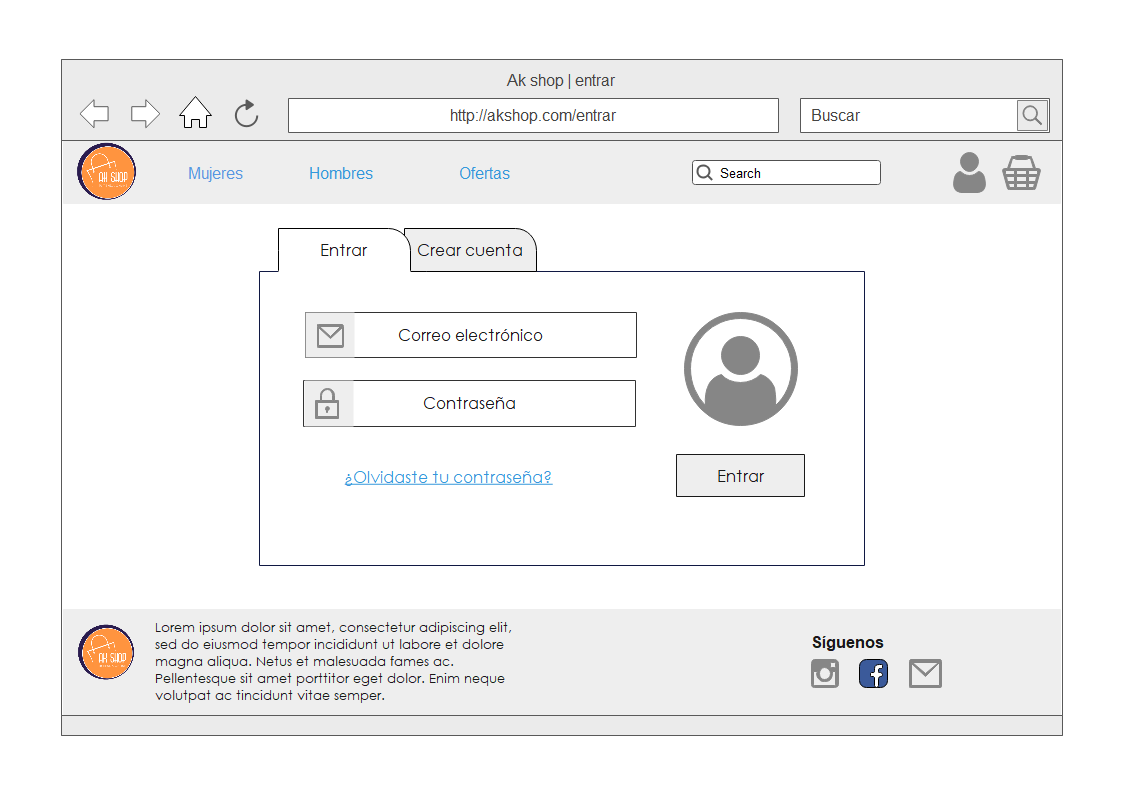 Ak shop | entrar
http://akshop.com/entrar
Buscar
AK SHOP
Mujeres
Hombres
Ofertas
Search
Entrar
Crear cuenta
Correo electrónico
Contraseña
¿Olvidaste tu contraseña?
Entrar
AK SHOP
Lorem ipsum dolor sit amet, consectetur adipiscing elit,
sed do eiusmod tempor incididunt ut labore et dolore
magna aliqua. Netus et malesuada fames ac.
Pellentesque sit amet porttitor eget dolor. Enim neque
volutpat ac tincidunt vitae semper.
Síguenos